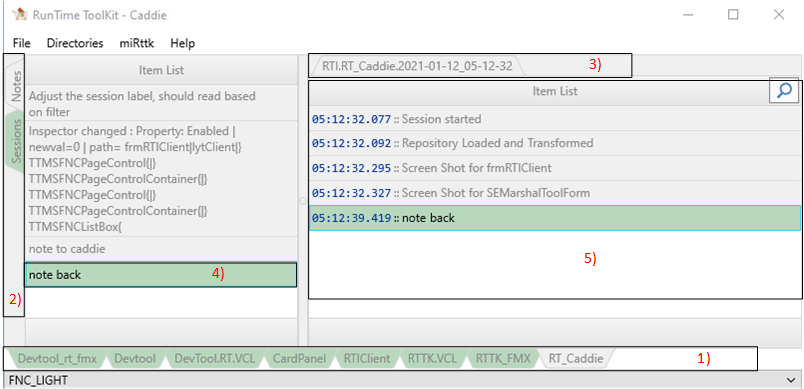 RunTime ToolKit - Caddie
File Directories miRttk Help
Notes
Sessions
2)
Item List
Adjust the session label, should read based
on filter
Inspector changed : Property: Enabled |
newval=0 | path= frmRTIClient|lytClient|}
TTMSFNCPageControl{|}
TTMSFNCPageControlContainer{|}
TTMSFNCPageControl{|}
TTMSFNCPageControlContainer{|}
TTMSFNCListBox{
note to caddie
note back 4)
RTI.RT_Caddie.2021-01-12_05-12-32 3)
Item List
05:12:32.077 :: Session started
05:12:32.092 :: Repository Loaded and Transformed
05:12:32.295 :: Screen Shot for frmRTIClient
05:12:32.327 :: Screen Shot for SEMarshalToolForm
05:12:39.419 :: note back
5)
Devtool_rt_fmx Devtool DevTool.RT.VCL CardPanel RTIClient RTTK.VCL RTTK_FMX RT_Caddie 1)
FNC_LIGHT